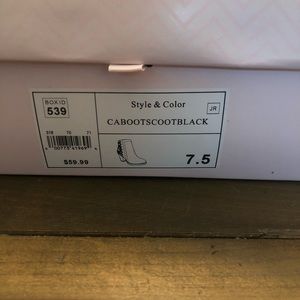 BOXID
539
Style & Color
JR
CABOOTSCOOTBLACK
$59.99
7.5